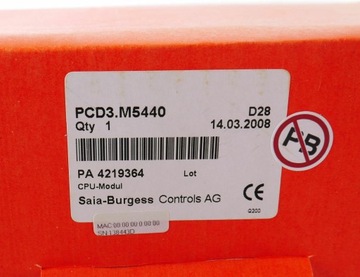 PCD3.M5440 D28
Qty 1 14.03.2008
PB
PA 4219364 Lot
CPU-Modul
Saia-Burgess Controls AG CE
Q200